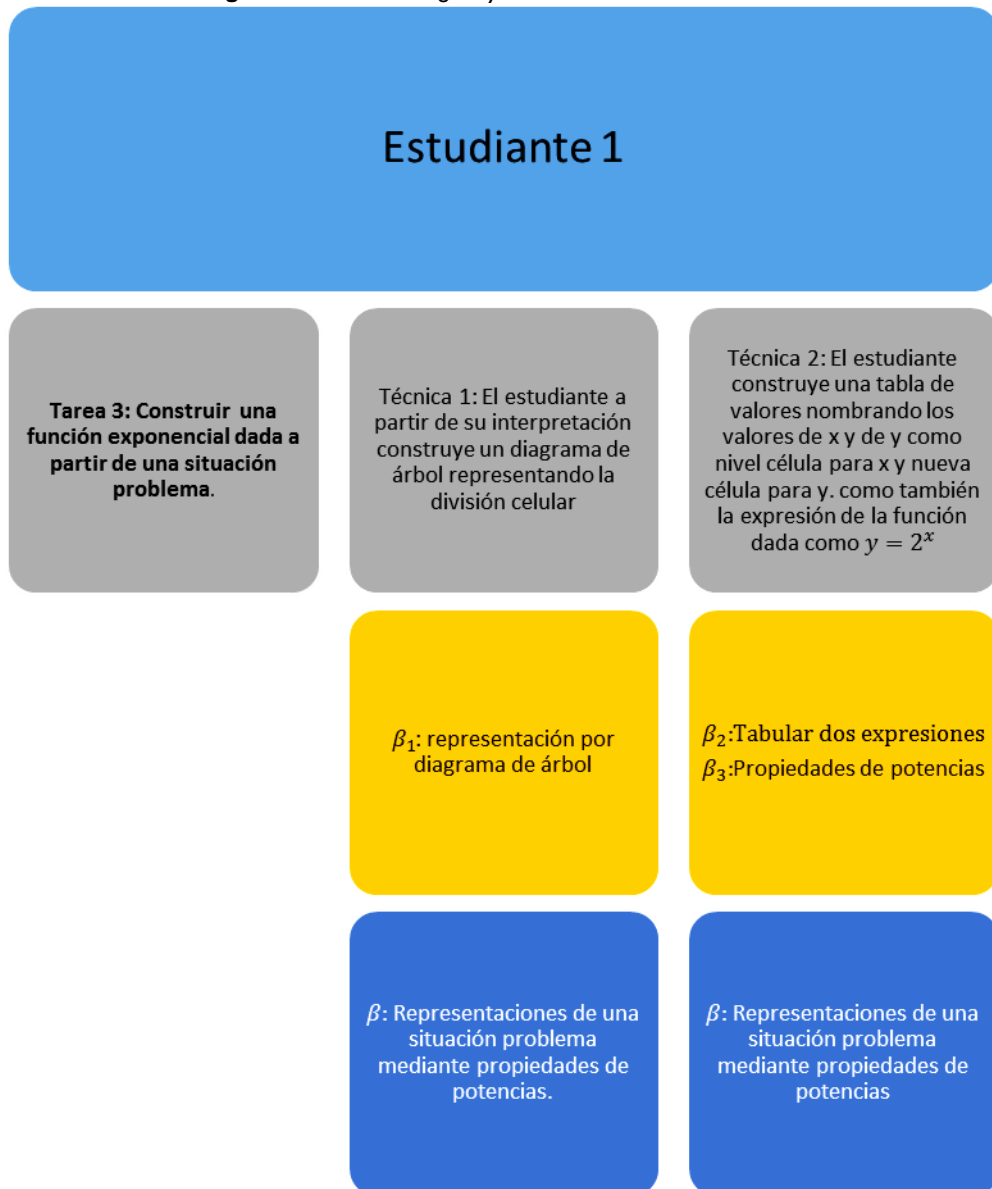 Estudiante 1
Tarea 3: Construir una
función exponencial dada a
partir de una situación
problema.
Técnica 1: El estudiante a
partir de su interpretación
construye un diagrama de
árbol representando la
división celular
Técnica 2: El estudiante
construye una tabla de
valores nombrando los
valores de x y de y como
nivel célula para x y nueva
célula para y. como también
la expresión de la función
dada como y = 2^x
β₁: representación por
diagrama de árbol
β₂:Tabular dos expresiones
β₃:Propiedades de potencias
β: Representaciones de una
situación problema
mediante propiedades de
potencias.
β: Representaciones de una
situación problema
mediante propiedades de
potencias